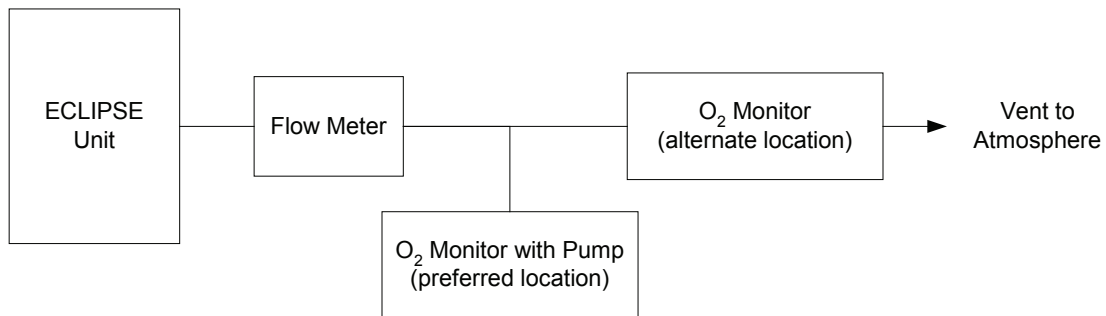 ECLIPSE
Unit
Flow Meter
O₂ Monitor
(alternate location)
Vent to
Atmosphere
O₂ Monitor with Pump
(preferred location)